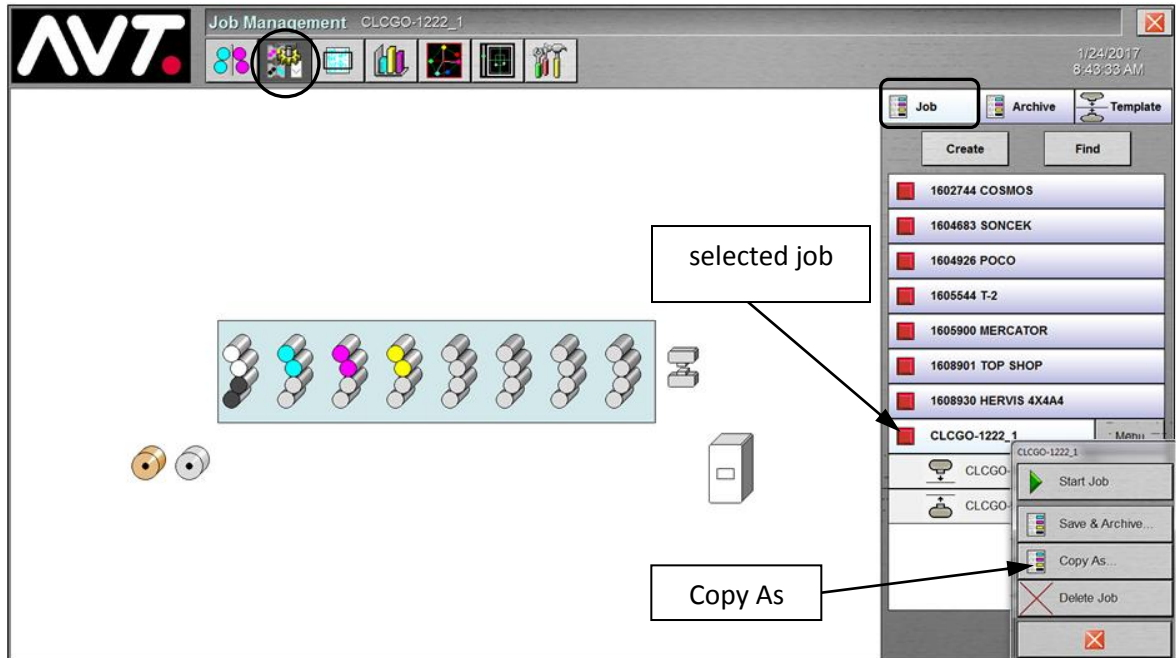 AVT
Job Management CLCGO-1222_1
1/24/2017
8:43:33 AM
Job Archive Template
Create Find
1602744 COSMOS
1604683 SONCEK
1604926 POCO
1605544 T-2
1605900 MERCATOR
1608901 TOP SHOP
1608930 HERVIS 4X4A4
CLCGO-1222_1 Menu
selected job
CLCGO-1222_1
CLCGO-
CLCGO-
Start Job
Save & Archive...
Copy As...
Delete Job
Copy As